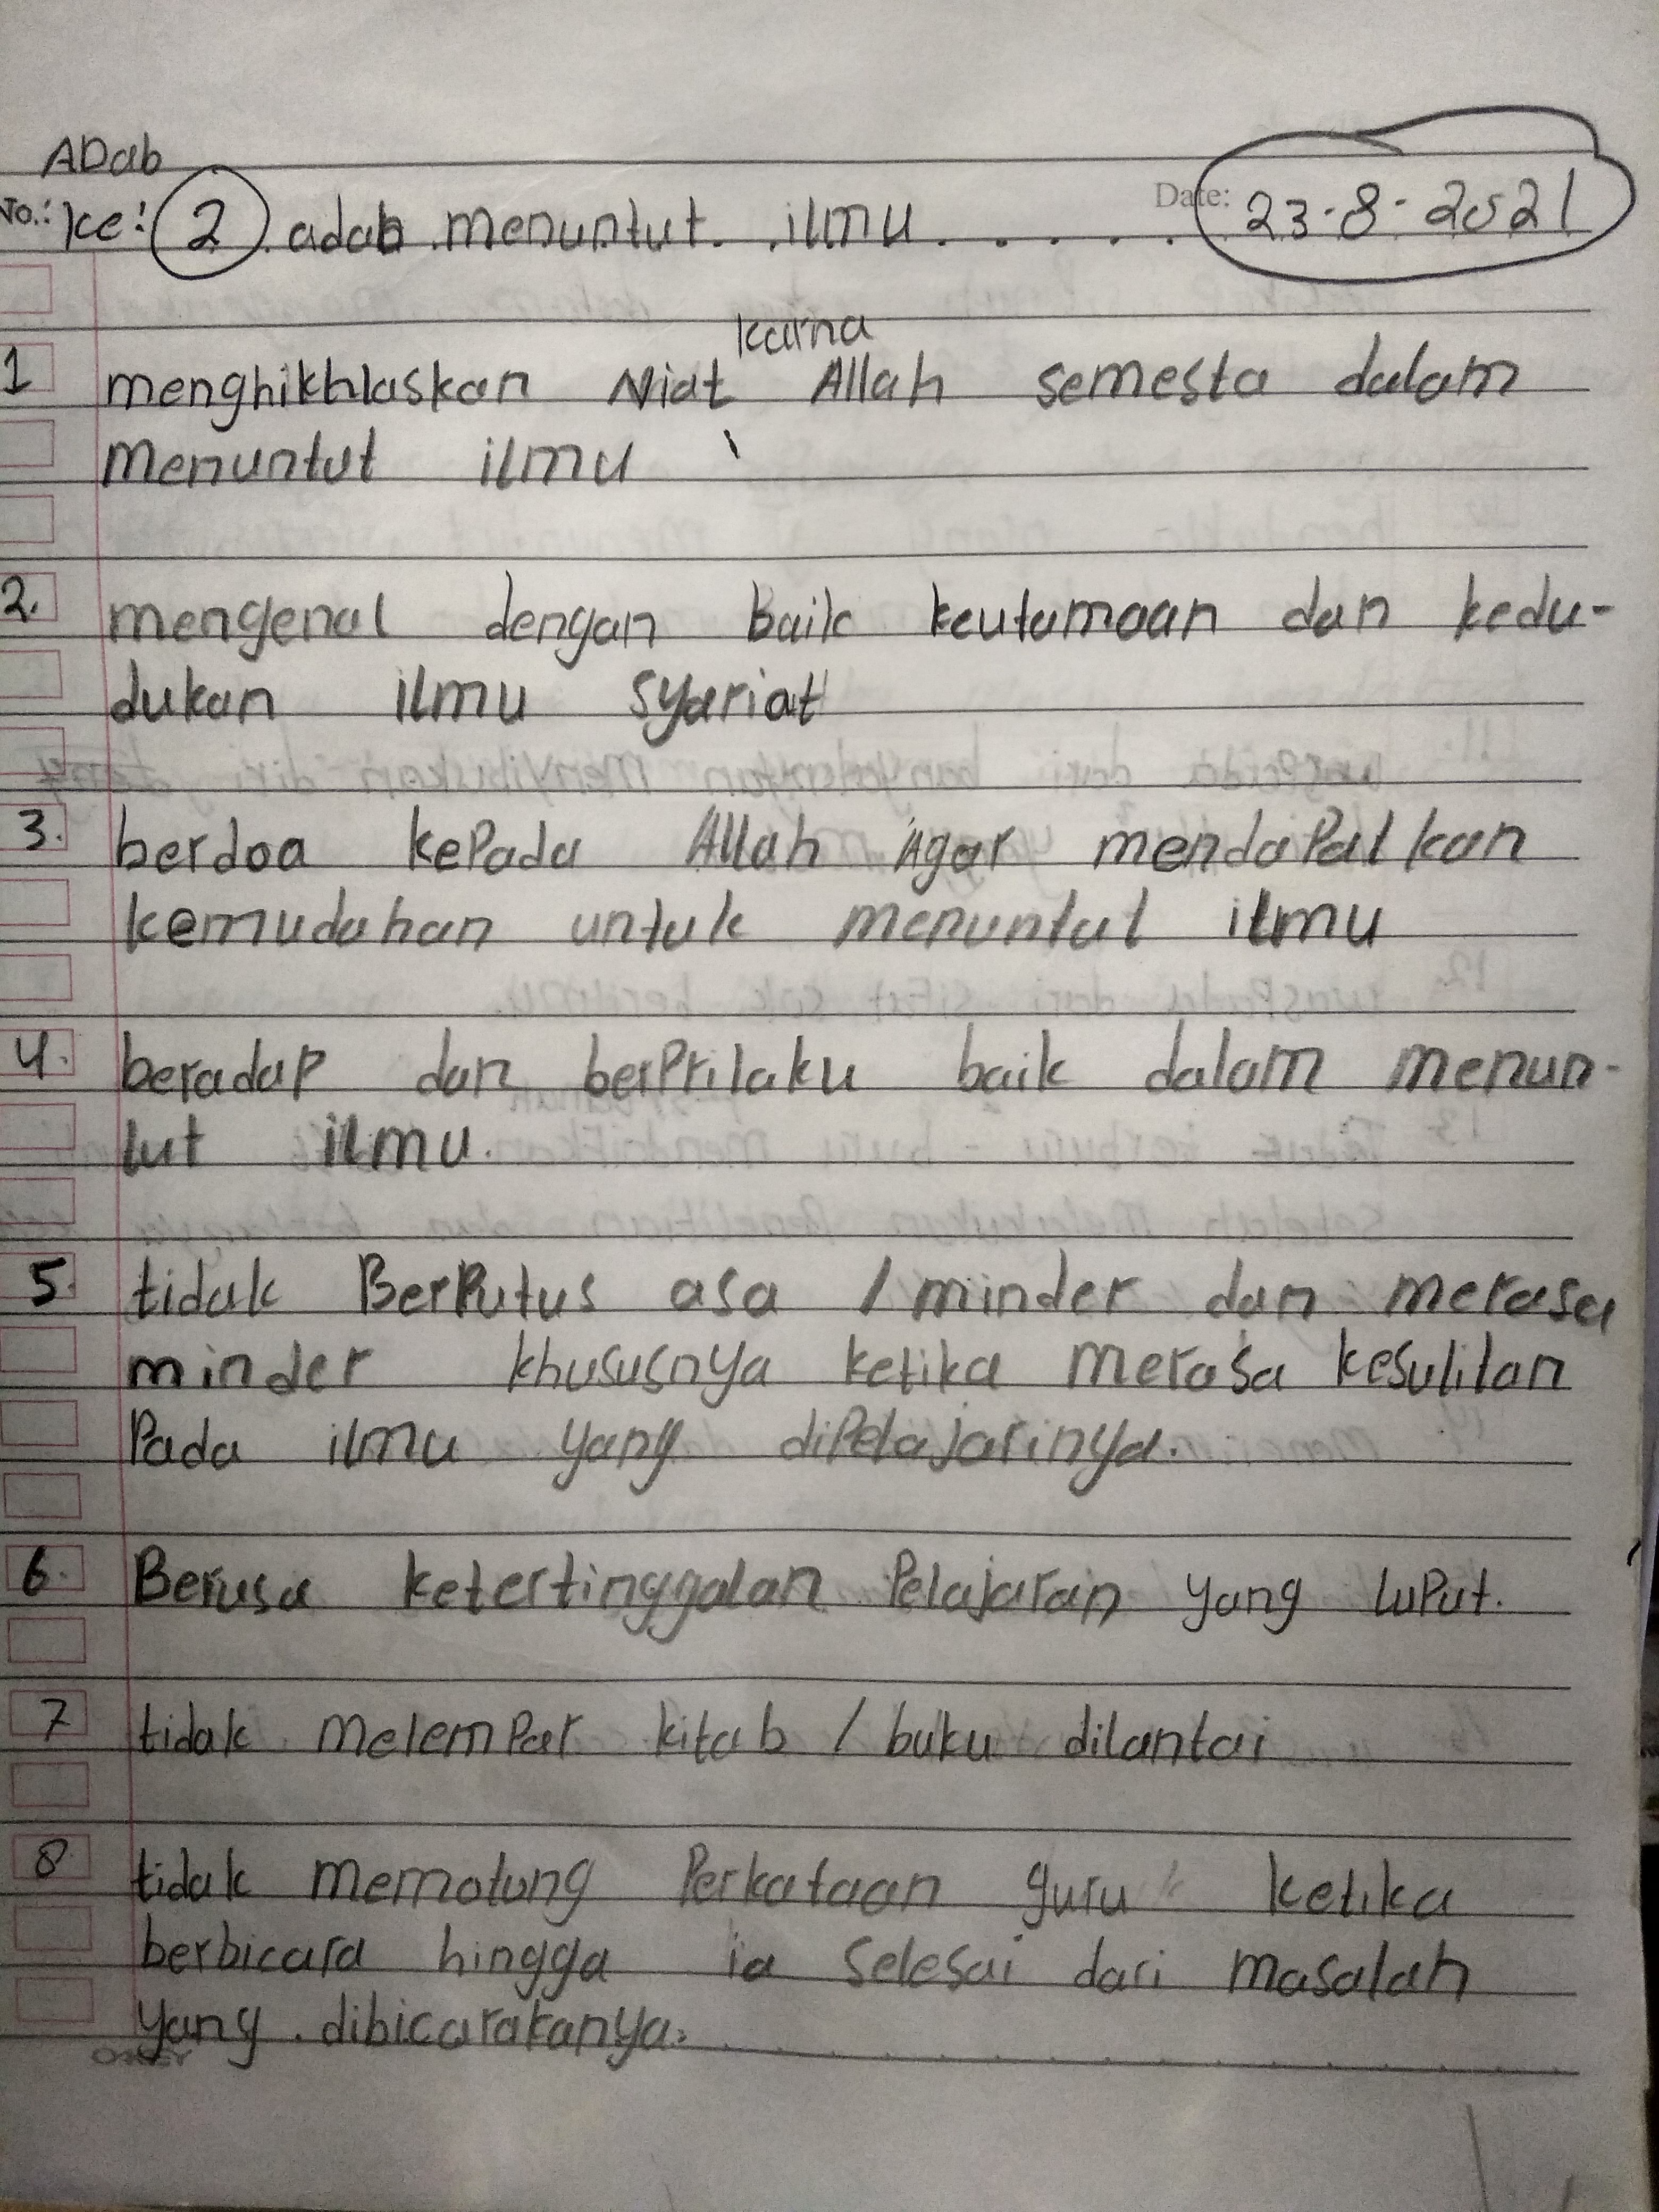 ADab
No.: Ke: 2 adab menuntut ilmu Date: 23-8-2021
karna
1 menghikhlaskan Niat Allah semesta dalam
menuntut ilmu
2. mengenal dengan baik keutamaan dan kedu-
dukan ilmu syariat
3. berdoa kePada Allah Agar mendaPatkan
kemudahan untuk menuntut ilmu
4. beradap dan berPrilaku baik dalam menun-
tut ilmu.
5. tidak BerPutus asa / minder dan merasa
minder khususnya ketika merasa kesulitan
Pada ilmu yang diPelajarinya.
6. Berusa ketertinggalan Pelajaran yang luPut.
7 tidak melemPar kitab / buku dilantai
8 tidak memotong Perkataan guru ketika
berbicara hingga ia selesai dari masalah
yang dibicarakanya.